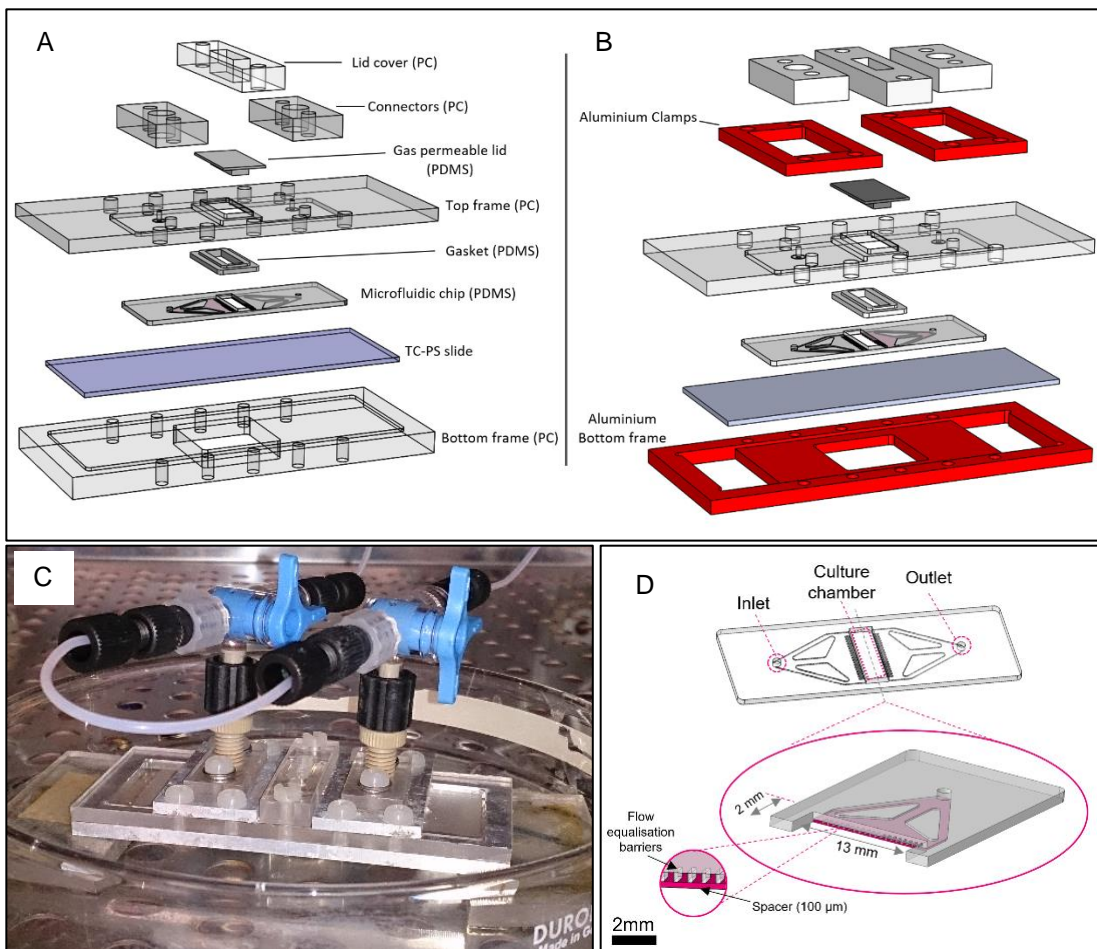 A
Lid cover (PC)
Connectors (PC)
Gas permeable lid
(PDMS)
Top frame (PC)
Gasket (PDMS)
Microfluidic chip (PDMS)
TC-PS slide
Bottom frame (PC)
B
Aluminium Clamps
Aluminium
Bottom frame
C
DURO
Made in G
D
Culture
chamber
Outlet
Inlet
2 mm
13 mm
Flow
equalisation
barriers
Spacer (100 µm)
2mm